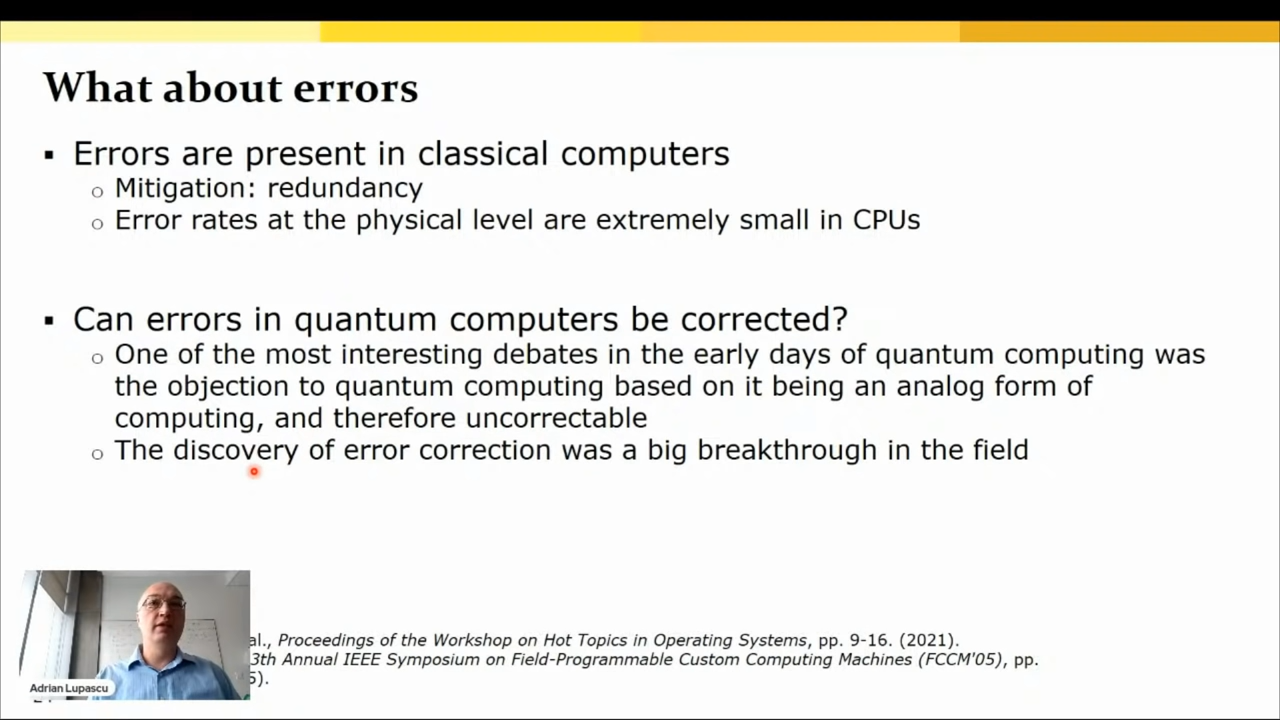 What about errors
▪ Errors are present in classical computers
○ Mitigation: redundancy
○ Error rates at the physical level are extremely small in CPUs
▪ Can errors in quantum computers be corrected?
○ One of the most interesting debates in the early days of quantum computing was
the objection to quantum computing based on it being an analog form of
computing, and therefore uncorrectable
○ The discovery of error correction was a big breakthrough in the field
al., Proceedings of the Workshop on Hot Topics in Operating Systems, pp. 9-16. (2021).
3th Annual IEEE Symposium on Field-Programmable Custom Computing Machines (FCCM'05), pp.
5).
Adrian Lupascu